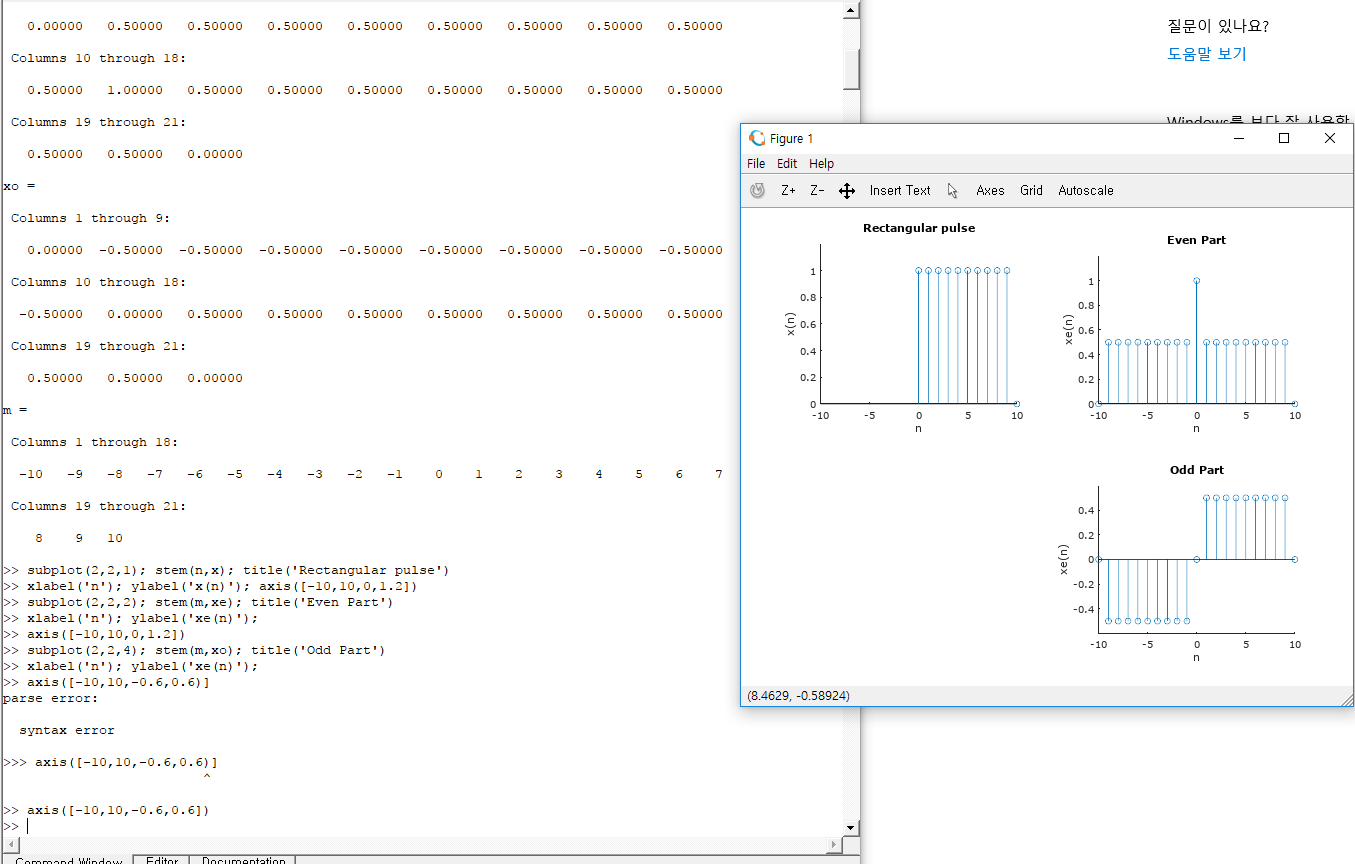 0.00000 0.50000 0.50000 0.50000 0.50000 0.50000 0.50000 0.50000 0.50000
Columns 10 through 18:
0.50000 1.00000 0.50000 0.50000 0.50000 0.50000 0.50000 0.50000 0.50000
Columns 19 through 21:
0.50000 0.50000 0.00000
xo =
Columns 1 through 9:
0.00000 -0.50000 -0.50000 -0.50000 -0.50000 -0.50000 -0.50000 -0.50000 -0.50000
Columns 10 through 18:
-0.50000 0.00000 0.50000 0.50000 0.50000 0.50000 0.50000 0.50000 0.50000
Columns 19 through 21:
0.50000 0.50000 0.00000
m =
Columns 1 through 18:
-10 -9 -8 -7 -6 -5 -4 -3 -2 -1 0 1 2 3 4 5 6 7
Columns 19 through 21:
8 9 10
>> subplot(2,2,1); stem(n,x); title('Rectangular pulse')
>> xlabel('n'); ylabel('x(n)'); axis([-10,10,0,1.2])
>> subplot(2,2,2); stem(m,xe); title('Even Part')
>> xlabel('n'); ylabel('xe(n)');
>> axis([-10,10,0,1.2])
>> subplot(2,2,4); stem(m,xo); title('Odd Part')
>> xlabel('n'); ylabel('xe(n)');
>> axis([-10,10,-0.6,0.6)]
parse error:
syntax error
>>> axis([-10,10,-0.6,0.6)]
^
>> axis([-10,10,-0.6,0.6])
>>
Command Window Editor Documentation
질문이 있나요?
도움말 보기
Windows를 보다 잘 사용할
Figure 1
File Edit Help
Z+ Z- Insert Text Axes Grid Autoscale
Rectangular pulse
x(n)
1
0.8
0.6
0.4
0.2
0
-10 -5 0 5 10
n
Even Part
xe(n)
1
0.8
0.6
0.4
0.2
0
-10 -5 0 5 10
n
Odd Part
xe(n)
0.4
0.2
0
-0.2
-0.4
-10 -5 0 5 10
n
(8.4629, -0.58924)